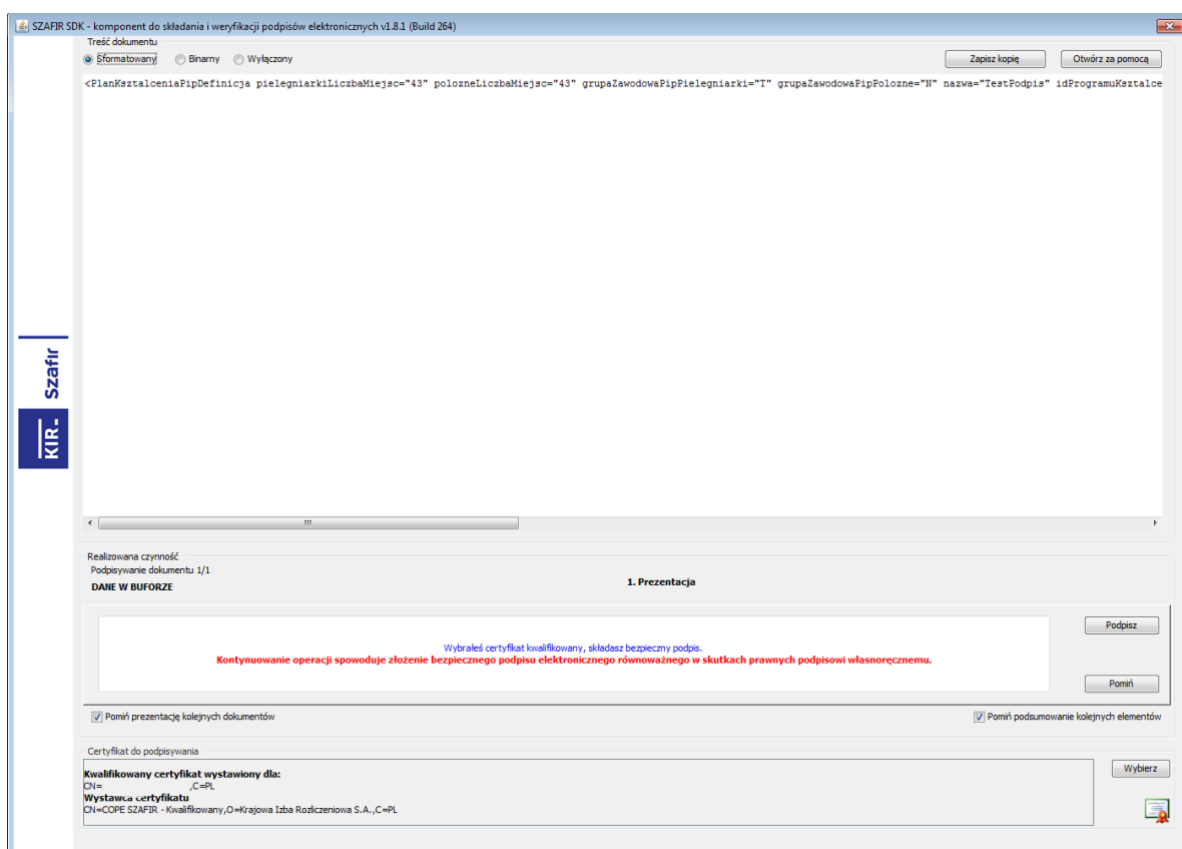 SZAFIR SDK - komponent do składania i weryfikacji podpisów elektronicznych v1.8.1 (Build 264)
Treść dokumentu
Sformatowany Binarny Wyłączony Zapisz kopię Otwórz za pomocą
<PlanKsztalceniaPipDefinicja pielegniarkiLiczbaMiejsc="43" polozneLiczbaMiejsc="43" grupaZawodowaPipPielegniarki="T" grupaZawodowaPipPolozne="N" nazwa="TestPodpis" idProgramuKsztalce
Szafir
KIR.
Realizowana czynność
Podpisywanie dokumentu 1/1
DANE W BUFORZE
1. Prezentacja
Wybrałeś certyfikat kwalifikowany, składasz bezpieczny podpis.
Kontynuowanie operacji spowoduje złożenie bezpiecznego podpisu elektronicznego równoważnego w skutkach prawnych podpisowi własnoręcznemu.
Podpisz
Pomiń
Pomiń prezentację kolejnych dokumentów Pomiń podsumowanie kolejnych elementów
Certyfikat do podpisywania
Kwalifikowany certyfikat wystawiony dla:
CN= ,C=PL
Wystawca certyfikatu
CN=COPE SZAFIR - Kwalifikowany,O=Krajowa Izba Rozliczeniowa S.A.,C=PL
Wybierz